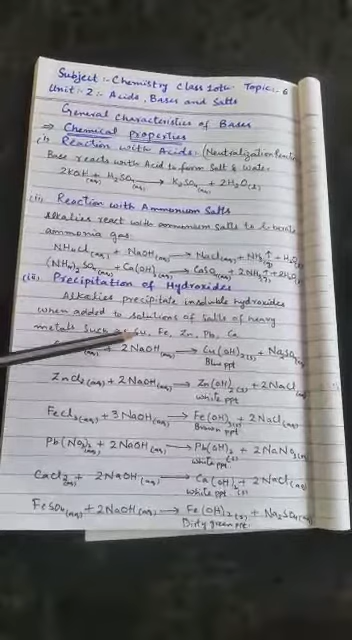 Subject :- Chemistry Class 10th Topic:- 6
Unit :- 2 :- Acids, Bases and Salts
General Characteristics of Bases
⇒ Chemical properties
(i) Reaction with Acids: (Neutralization
Base reacts with Acid to form Salt & Water
2KOH(aq) + H2SO4(aq) → K2SO4(aq) + 2H2O(l)
(ii) Reaction with Ammonium Salts
Alkalies react with ammonium salts to
ammonia gas.
NH4Cl(aq) + NaOH(aq) → NaCl(aq) + NH3↑(g) + H2O
(NH4)2SO4(aq) + Ca(OH)2(aq) → CaSO4(aq) + 2NH3↑(g) + 2H2O
(iii) Precipitation of Hydroxides
Alkalies precipitate insoluble hydroxides
when added to solutions of salts of heavy
metals such as Cu, Fe, Zn, Pb, Ca
+ 2NaOH(aq) → Cu(OH)2(s) + Na2SO4(aq)
Blue ppt
ZnCl2(aq) + 2NaOH(aq) → Zn(OH)2(s) + 2NaCl(aq)
white ppt
FeCl3(aq) + 3NaOH(aq) → Fe(OH)3(s) + 2NaCl(aq)
Brown ppt
Pb(NO3)2(aq) + 2NaOH(aq) → Pb(OH)2(s) + 2NaNO3(aq)
white ppt.
CaCl2(aq) + 2NaOH(aq) → Ca(OH)2(s) + 2NaCl(aq)
white ppt
FeSO4(aq) + 2NaOH(aq) → Fe(OH)2(s) + Na2SO4(aq)
Dirty green ppt.